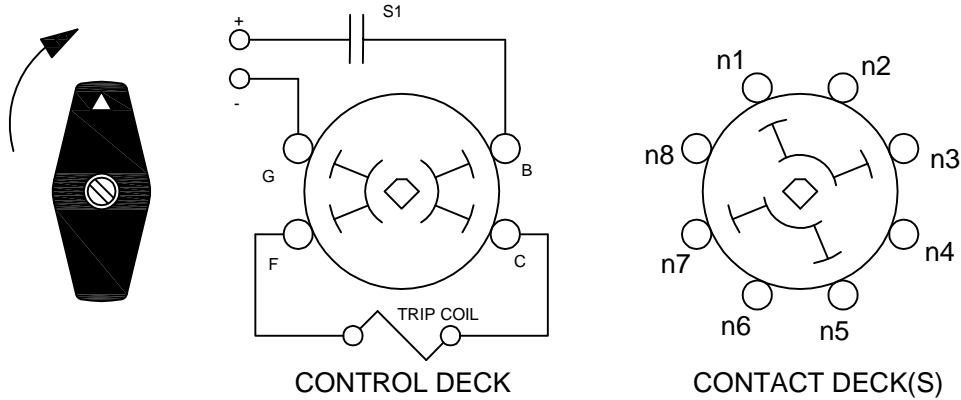 S1
+
-
G
B
F
C
TRIP COIL
CONTROL DECK
n1
n2
n8
n3
n7
n4
n6
n5
CONTACT DECK(S)